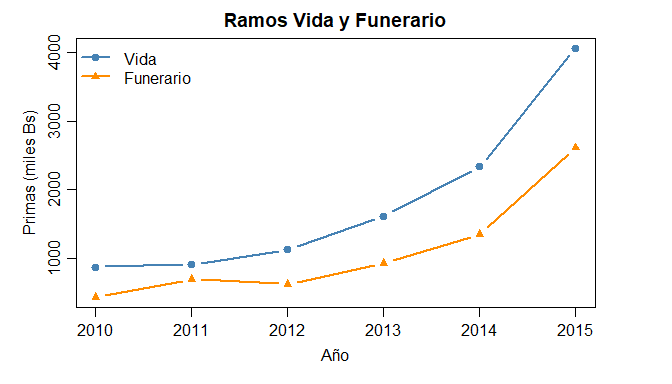 Ramos Vida y Funerario
Vida
Funerario
Primas (miles Bs)
4000
3000
2000
1000
2010 2011 2012 2013 2014 2015
Año